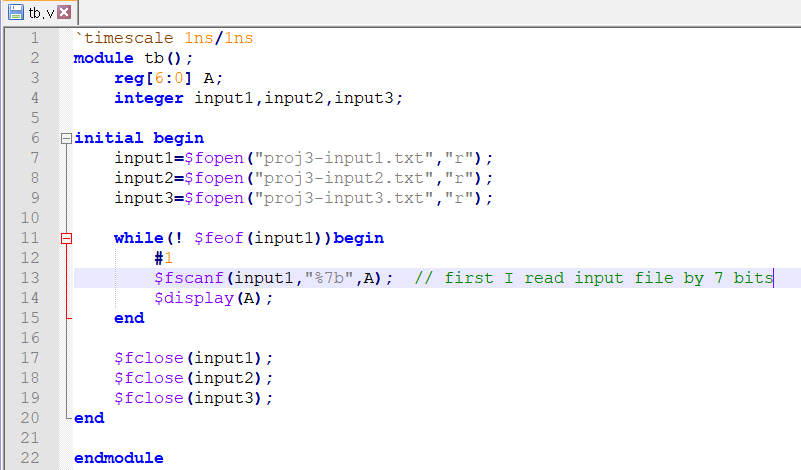 tb.v
1 `timescale 1ns/1ns
2 module tb();
3     reg[6:0] A;
4     integer input1,input2,input3;
5
6 initial begin
7     input1=$fopen("proj3-input1.txt","r");
8     input2=$fopen("proj3-input2.txt","r");
9     input3=$fopen("proj3-input3.txt","r");
10
11     while(! $feof(input1))begin
12         #1
13         $fscanf(input1,"%7b",A);  // first I read input file by 7 bits
14         $display(A);
15     end
16
17     $fclose(input1);
18     $fclose(input2);
19     $fclose(input3);
20 end
21
22 endmodule